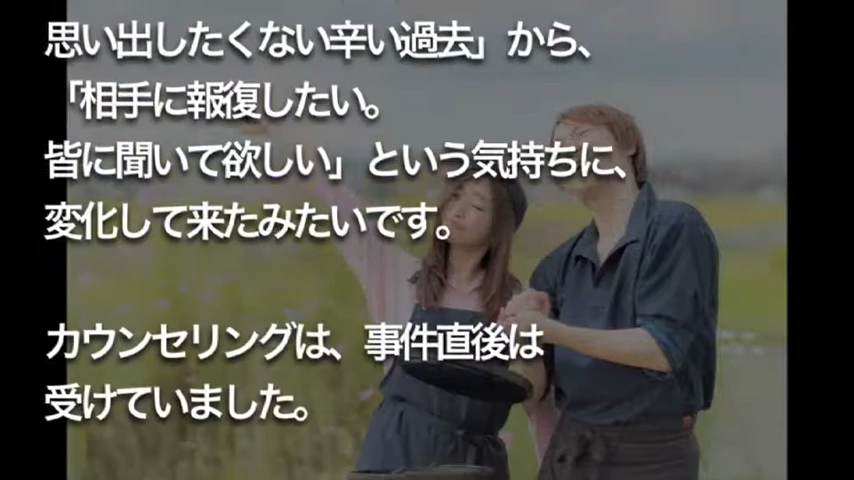 思い出したくない辛い過去」から、
「相手に報復したい。
皆に聞いて欲しい」という気持ちに、
変化して来たみたいです。
カウンセリングは、事件直後は
受けていました。